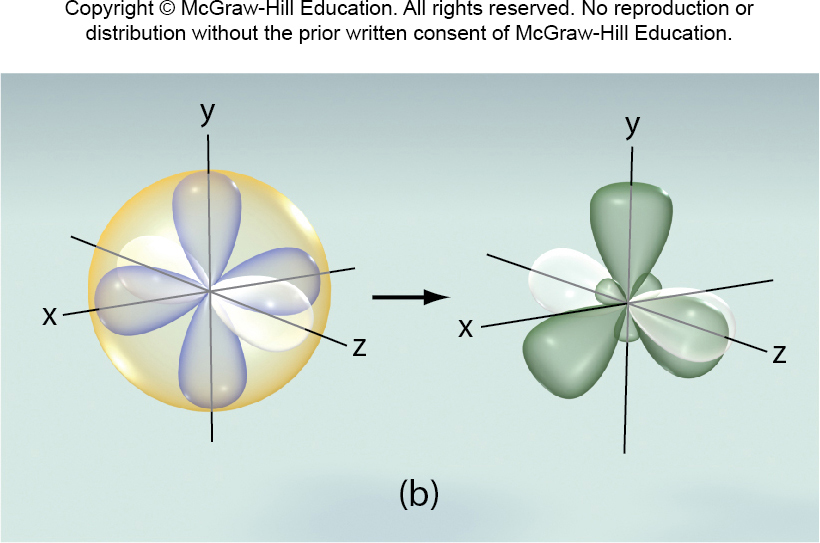 Copyright © McGraw-Hill Education. All rights reserved. No reproduction or
distribution without the prior written consent of McGraw-Hill Education.
y
y
x
z
x
z
(b)